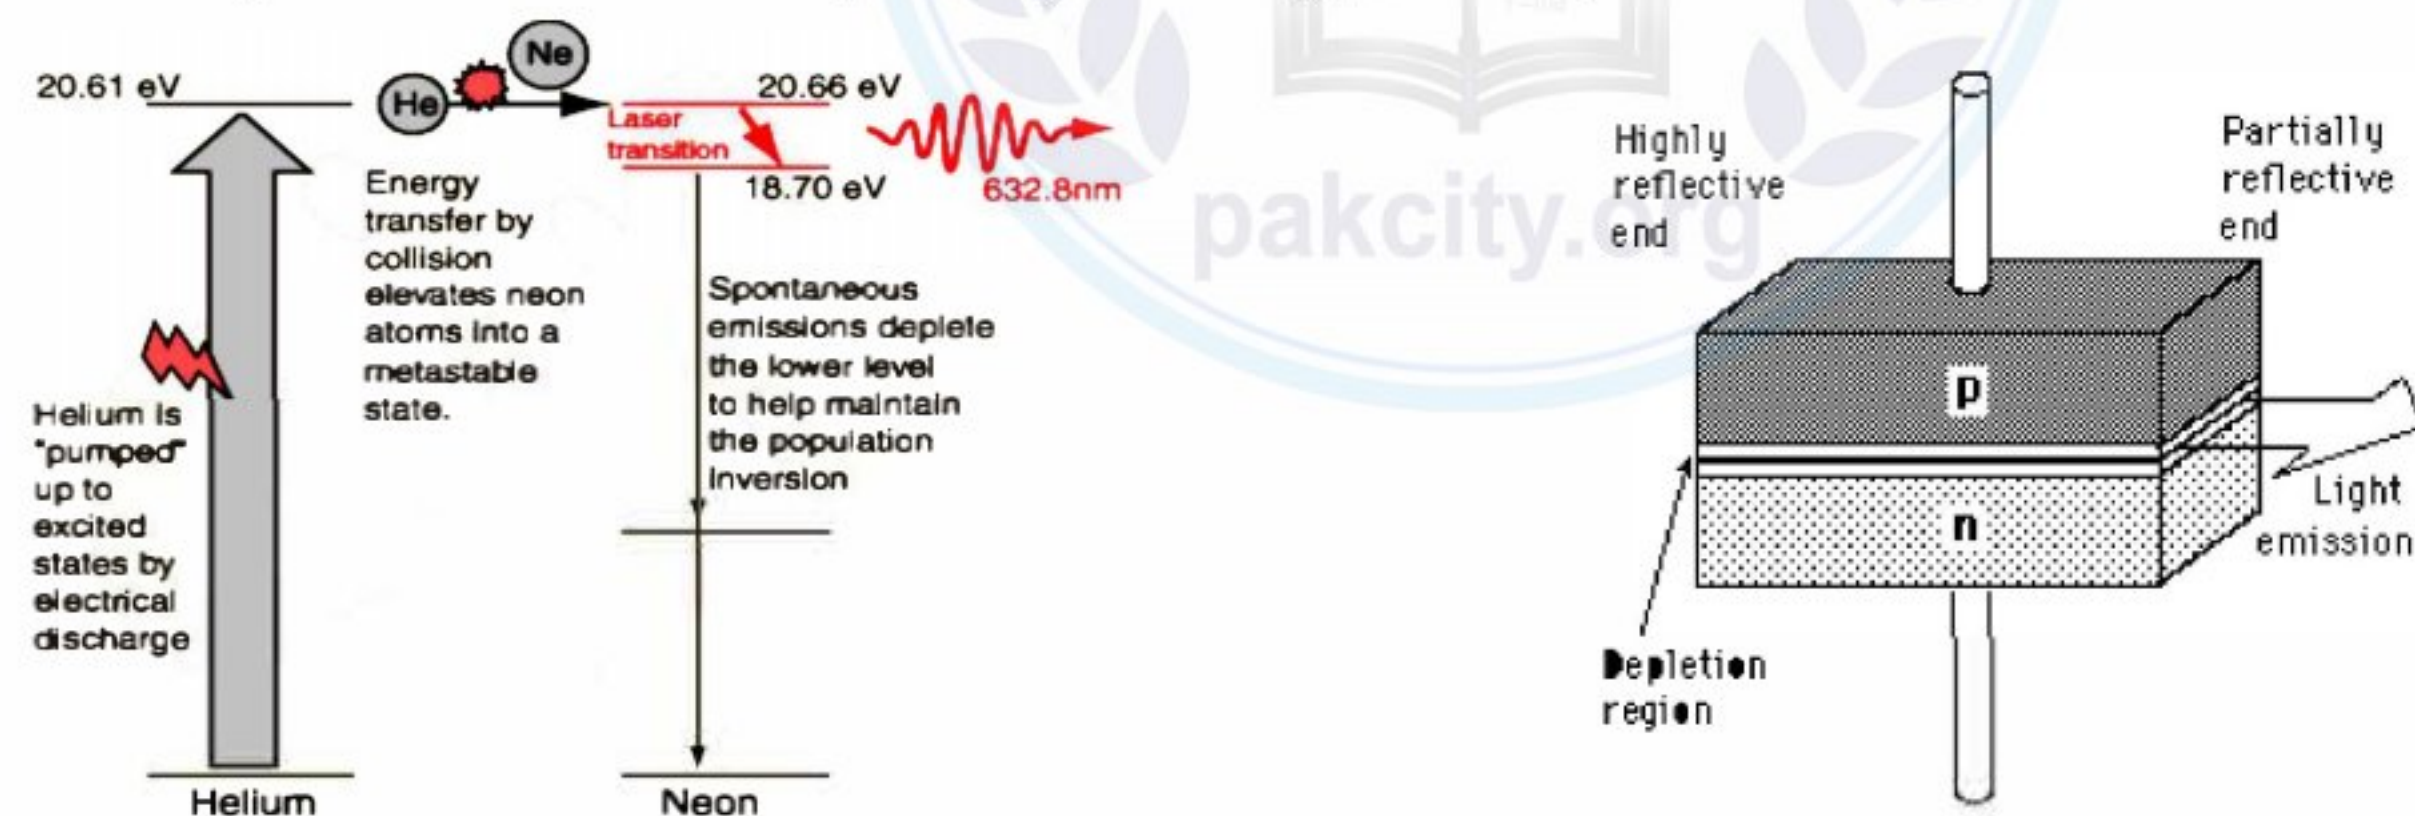 20.61 eV
He
Ne
20.66 eV
Laser
transition
18.70 eV
632.8nm
Energy
transfer by
collision
elevates neon
atoms into a
metastable
state.
Helium is
"pumped"
up to
excited
states by
electrical
discharge
Spontaneous
emissions deplete
the lower level
to help maintain
the population
inversion
Helium
Neon
pakcity.org
Highly
reflective
end
Partially
reflective
end
p
n
Light
emission
Depletion
region